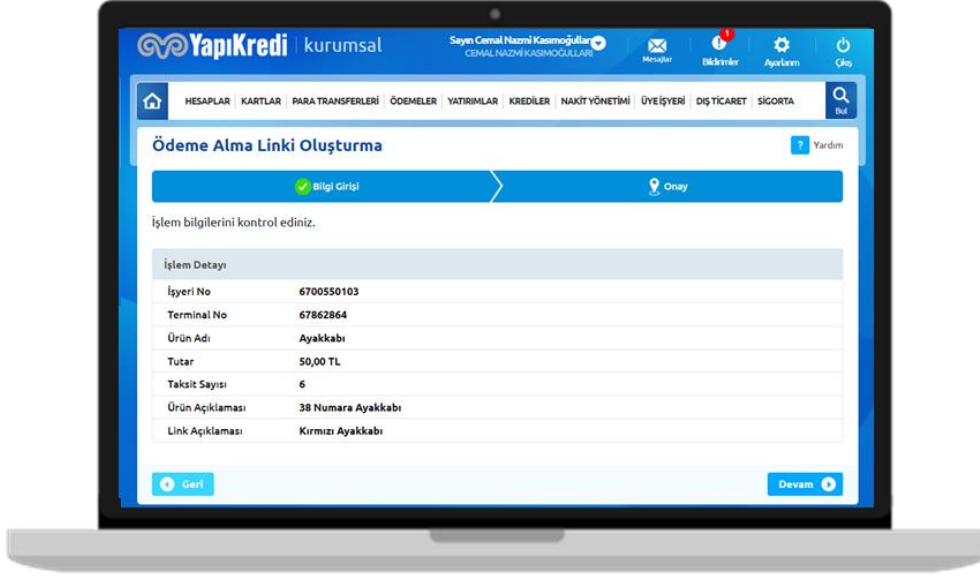 YapıKredi | kurumsal
Sayın Cemal Nazmi Kasımoğulları
CEMAL NAZMİ KASIMOĞULLARI
Mesajlar
1
Bildirimler
Ayarlarım
Çıkış
HESAPLAR KARTLAR PARA TRANSFERLERİ ÖDEMELER YATIRIMLAR KREDİLER NAKİT YÖNETİMİ ÜYE İŞYERİ DIŞ TİCARET SİGORTA
Bul
Ödeme Alma Linki Oluşturma
? Yardım
Bilgi Girişi
Onay
İşlem bilgilerini kontrol ediniz.
İşlem Detayı
İşyeri No 6700550103
Terminal No 67862864
Ürün Adı Ayakkabı
Tutar 50,00 TL
Taksit Sayısı 6
Ürün Açıklaması 38 Numara Ayakkabı
Link Açıklaması Kırmızı Ayakkabı
Geri
Devam